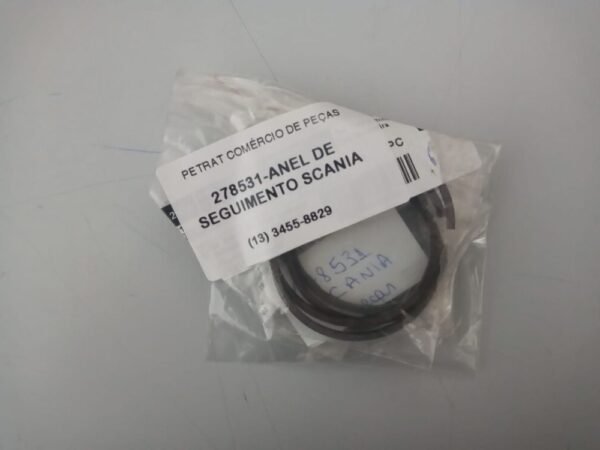 PETRAT COMÉRCIO DE PEÇAS
278531-ANEL DE
SEGUIMENTO SCANIA
(13) 3455-8829
PC
8531
CANIA